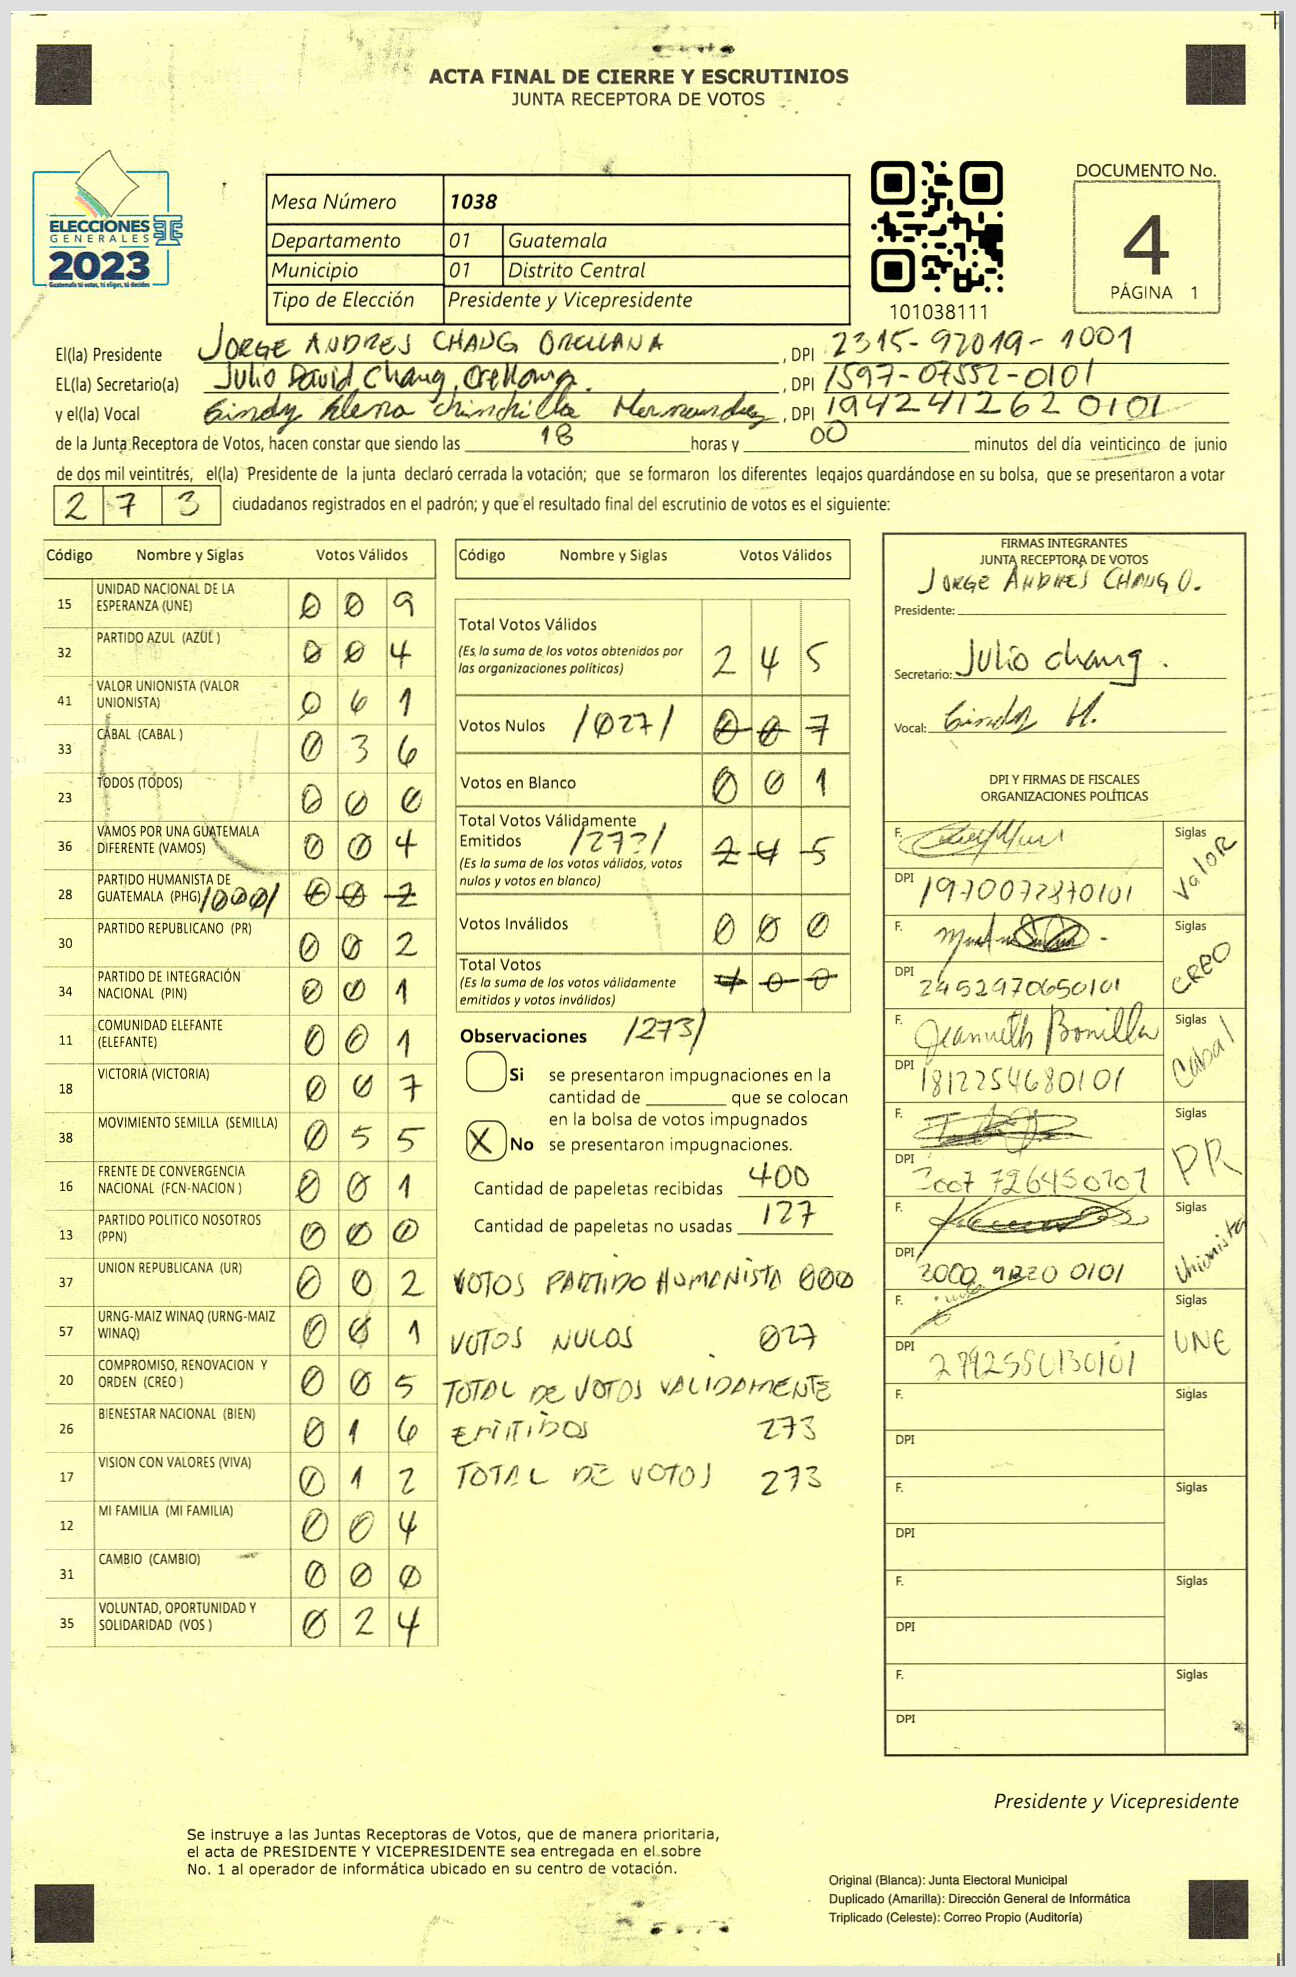 ACTA FINAL DE CIERRE Y ESCRUTINIOS
JUNTA RECEPTORA DE VOTOS
ELECCIONES
GENERALES
2023
Guatemala tú votas, tú eliges, tú decides
Mesa Número 1038
Departamento 01 Guatemala
Municipio 01 Distrito Central
Tipo de Elección Presidente y Vicepresidente
101038111
DOCUMENTO No.
4
PÁGINA 1
El(la) Presidente JORGE ANDRES CHANG ORELLANA , DPI 2315-97019-1001
EL(la) Secretario(a) Julio David Chang Orellana. , DPI 1597-07552-0101
y el(la) Vocal Cindy Elena Chinchilla Hernandez , DPI 1942412620101
de la Junta Receptora de Votos, hacen constar que siendo las 18 horas y 00 minutos del día veinticinco de junio
de dos mil veintitrés, el(la) Presidente de la junta declaró cerrada la votación; que se formaron los diferentes legajos guardándose en su bolsa, que se presentaron a votar
273 ciudadanos registrados en el padrón; y que el resultado final del escrutinio de votos es el siguiente:
Código Nombre y Siglas Votos Válidos
15 UNIDAD NACIONAL DE LA ESPERANZA (UNE) 0 0 9
32 PARTIDO AZUL (AZUL ) 0 0 4
41 VALOR UNIONISTA (VALOR UNIONISTA) 0 6 1
33 CABAL (CABAL ) 0 3 6
23 TODOS (TODOS) 0 0 0
36 VAMOS POR UNA GUATEMALA DIFERENTE (VAMOS) 0 0 4
28 PARTIDO HUMANISTA DE GUATEMALA (PHG) /000/ 0 0 2
30 PARTIDO REPUBLICANO (PR) 0 0 2
34 PARTIDO DE INTEGRACIÓN NACIONAL (PIN) 0 0 1
11 COMUNIDAD ELEFANTE (ELEFANTE) 0 0 1
18 VICTORIA (VICTORIA) 0 0 7
38 MOVIMIENTO SEMILLA (SEMILLA) 0 5 5
16 FRENTE DE CONVERGENCIA NACIONAL (FCN-NACION ) 0 0 1
13 PARTIDO POLITICO NOSOTROS (PPN) 0 0 0
37 UNION REPUBLICANA (UR) 0 0 2
57 URNG-MAIZ WINAQ (URNG-MAIZ WINAQ) 0 0 1
20 COMPROMISO, RENOVACION Y ORDEN (CREO ) 0 0 5
26 BIENESTAR NACIONAL (BIEN) 0 1 6
17 VISION CON VALORES (VIVA) 0 1 2
12 MI FAMILIA (MI FAMILIA) 0 0 4
31 CAMBIO (CAMBIO) 0 0 0
35 VOLUNTAD, OPORTUNIDAD Y SOLIDARIDAD (VOS ) 0 2 4
Código Nombre y Siglas Votos Válidos
Total Votos Válidos
(Es la suma de los votos obtenidos por
las organizaciones políticas) 2 4 5
Votos Nulos /027/ 0 0 7
Votos en Blanco 0 0 1
Total Votos Válidamente
Emitidos /273/ 2 4 5
(Es la suma de los votos válidos, votos
nulos y votos en blanco)
Votos Inválidos 0 0 0
Total Votos
(Es la suma de los votos válidamente
emitidos y votos inválidos) 4 0 0
Observaciones /273/
Si se presentaron impugnaciones en la
cantidad de ________ que se colocan
en la bolsa de votos impugnados
X No se presentaron impugnaciones.
Cantidad de papeletas recibidas 400
Cantidad de papeletas no usadas 127
VOTOS PARTIDO HUMANISTA 000
VOTOS NULOS 027
TOTAL DE VOTOS VALIDAMENTE
EMITIDOS 273
TOTAL DE VOTOS 273
FIRMAS INTEGRANTES
JUNTA RECEPTORA DE VOTOS
JORGE ANDRÉS CHANG O.
Presidente:
Secretario: Julio Chang.
Vocal: Cindy H.
DPI Y FIRMAS DE FISCALES
ORGANIZACIONES POLÍTICAS
F. Siglas
DPI 1970072870101 Valor
F. Siglas
DPI 2452970650101 CREO
F. Jeanneth Bonilla Siglas
DPI 1812254680101 Cabal
F. Siglas
DPI PR
F. Siglas
DPI Unionista
F. Siglas
DPI 2792550130101 UNE
F. Siglas
DPI
F. Siglas
DPI
F. Siglas
DPI
F. Siglas
DPI
Presidente y Vicepresidente
Se instruye a las Juntas Receptoras de Votos, que de manera prioritaria,
el acta de PRESIDENTE Y VICEPRESIDENTE sea entregada en el sobre
No. 1 al operador de informática ubicado en su centro de votación.
Original (Blanca): Junta Electoral Municipal
Duplicado (Amarilla): Dirección General de Informática
Triplicado (Celeste): Correo Propio (Auditoría)